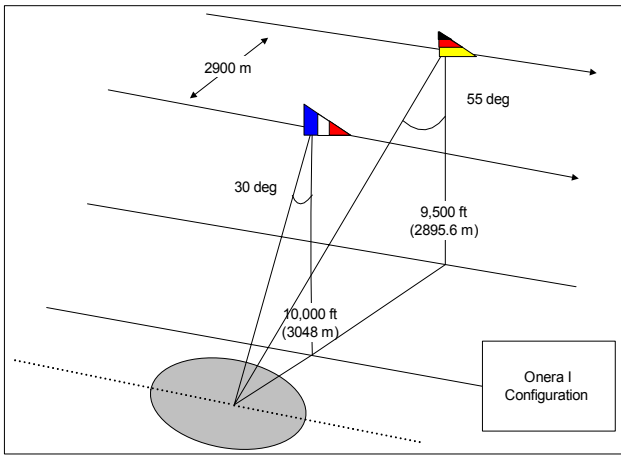 2900 m
55 deg
30 deg
9,500 ft
(2895.6 m)
10,000 ft
(3048 m)
Onera I
Configuration